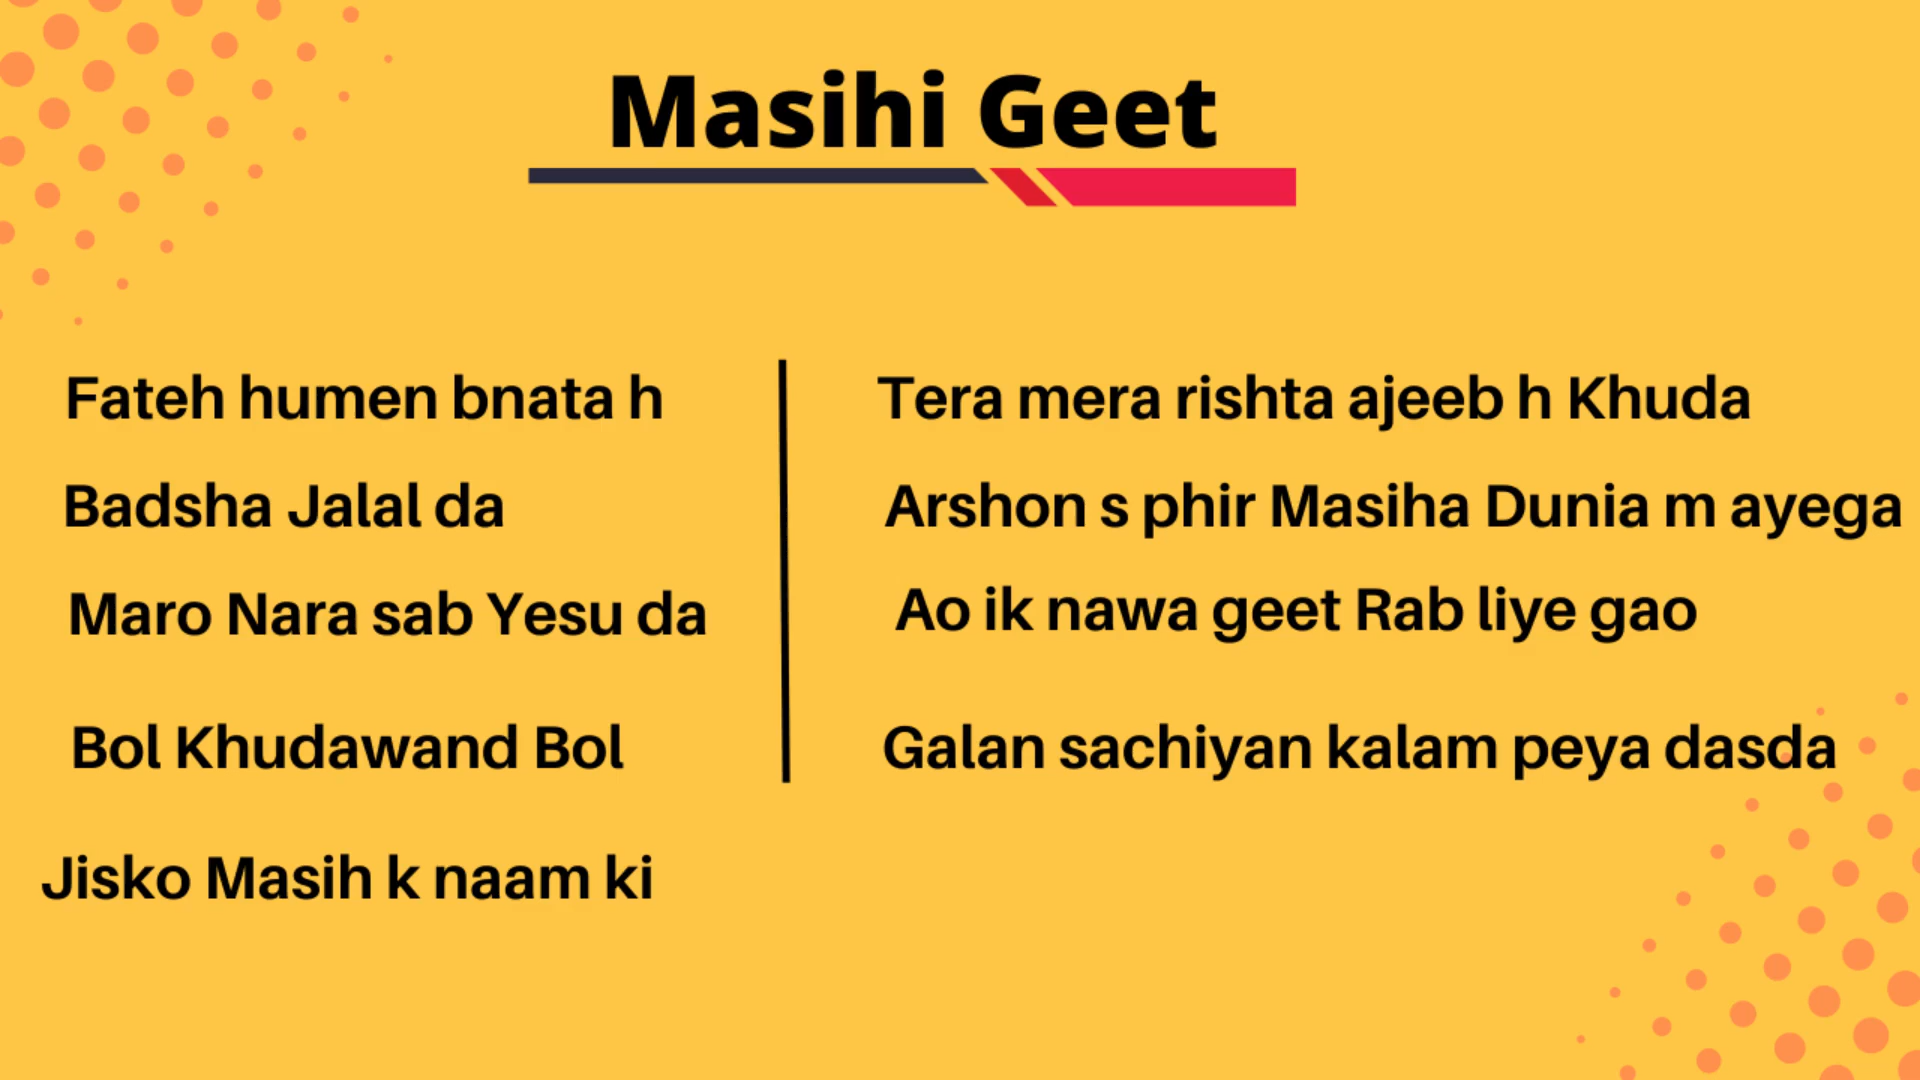 Masihi Geet
Fateh humen bnata h
Badsha Jalal da
Maro Nara sab Yesu da
Bol Khudawand Bol
Jisko Masih k naam ki
Tera mera rishta ajeeb h Khuda
Arshon s phir Masiha Dunia m ayega
Ao ik nawa geet Rab liye gao
Galan sachiyan kalam peya dasda